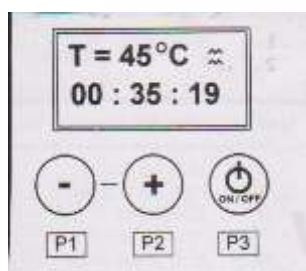 T = 45°C
00 : 35 : 19
- - +
ON/OFF
P1 P2 P3